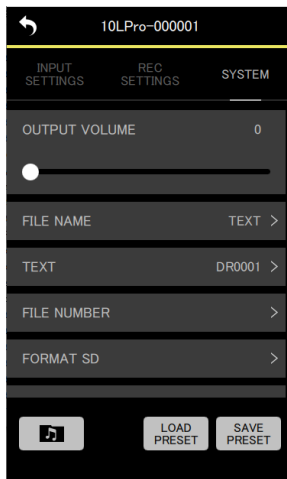 10LPro-000001
INPUT
SETTINGS
REC
SETTINGS
SYSTEM
OUTPUT VOLUME 0
FILE NAME TEXT >
TEXT DR0001 >
FILE NUMBER >
FORMAT SD >
LOAD
PRESET
SAVE
PRESET